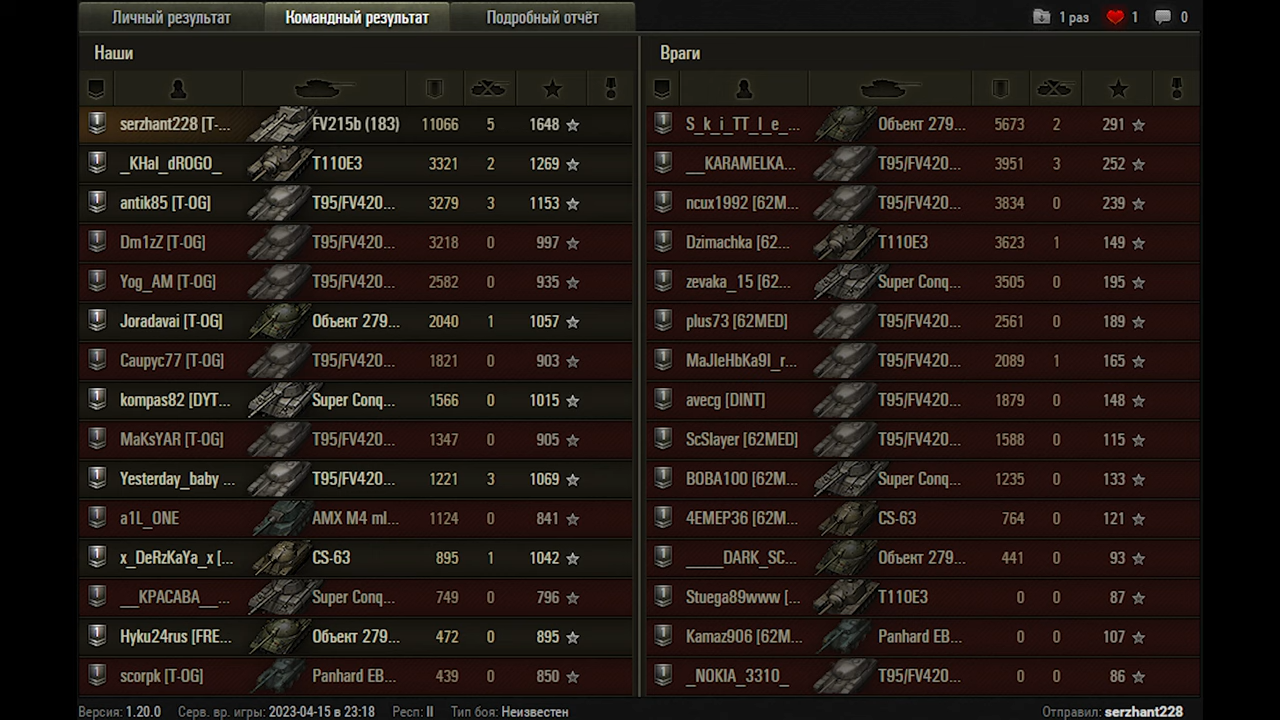 Личный результат Командный результат Подробный отчёт 1 раз 1 0
Наши Враги
serzhant228 [T-... FV215b (183) 11066 5 1648 S_k_i_TT_l_e_... Объект 279... 5673 2 291
_KHal_dROGO_ T110E3 3321 2 1269 __KARAMELKA... T95/FV420... 3951 3 252
antik85 [T-OG] T95/FV420... 3279 3 1153 ncux1992 [62M... T95/FV420... 3834 0 239
Dm1zZ [T-OG] T95/FV420... 3218 0 997 Dzimachka [62... T110E3 3623 1 149
Yog_AM [T-OG] T95/FV420... 2582 0 935 zevaka_15 [62... Super Conq... 3505 0 195
Joradavai [T-OG] Объект 279... 2040 1 1057 plus73 [62MED] T95/FV420... 2561 0 189
Caupyc77 [T-OG] T95/FV420... 1821 0 903 MaJleHbKa9I_r... T95/FV420... 2089 1 165
kompas82 [DYT... Super Conq... 1566 0 1015 avecg [DINT] T95/FV420... 1879 0 148
MaKsYAR [T-OG] T95/FV420... 1347 0 905 ScSlayer [62MED] T95/FV420... 1588 0 115
Yesterday_baby ... T95/FV420... 1221 3 1069 BOBA100 [62M... Super Conq... 1235 0 133
a1L_ONE AMX M4 ml... 1124 0 841 4EMEP36 [62M... CS-63 764 0 121
x_DeRzKaYa_x [... CS-63 895 1 1042 ____DARK_SC... Объект 279... 441 0 93
__KPACABA__... Super Conq... 749 0 796 Stuega89www [... T110E3 0 0 87
Hyku24rus [FRE... Объект 279... 472 0 895 Kamaz906 [62M... Panhard EB... 0 0 107
scorpk [T-OG] Panhard EB... 439 0 850 _NOKIA_3310_ T95/FV420... 0 0 86
Версия: 1.20.0 Серв. вр. игры: 2023-04-15 в 23:18 Респ: II Тип боя: Неизвестен Отправил: serzhant228